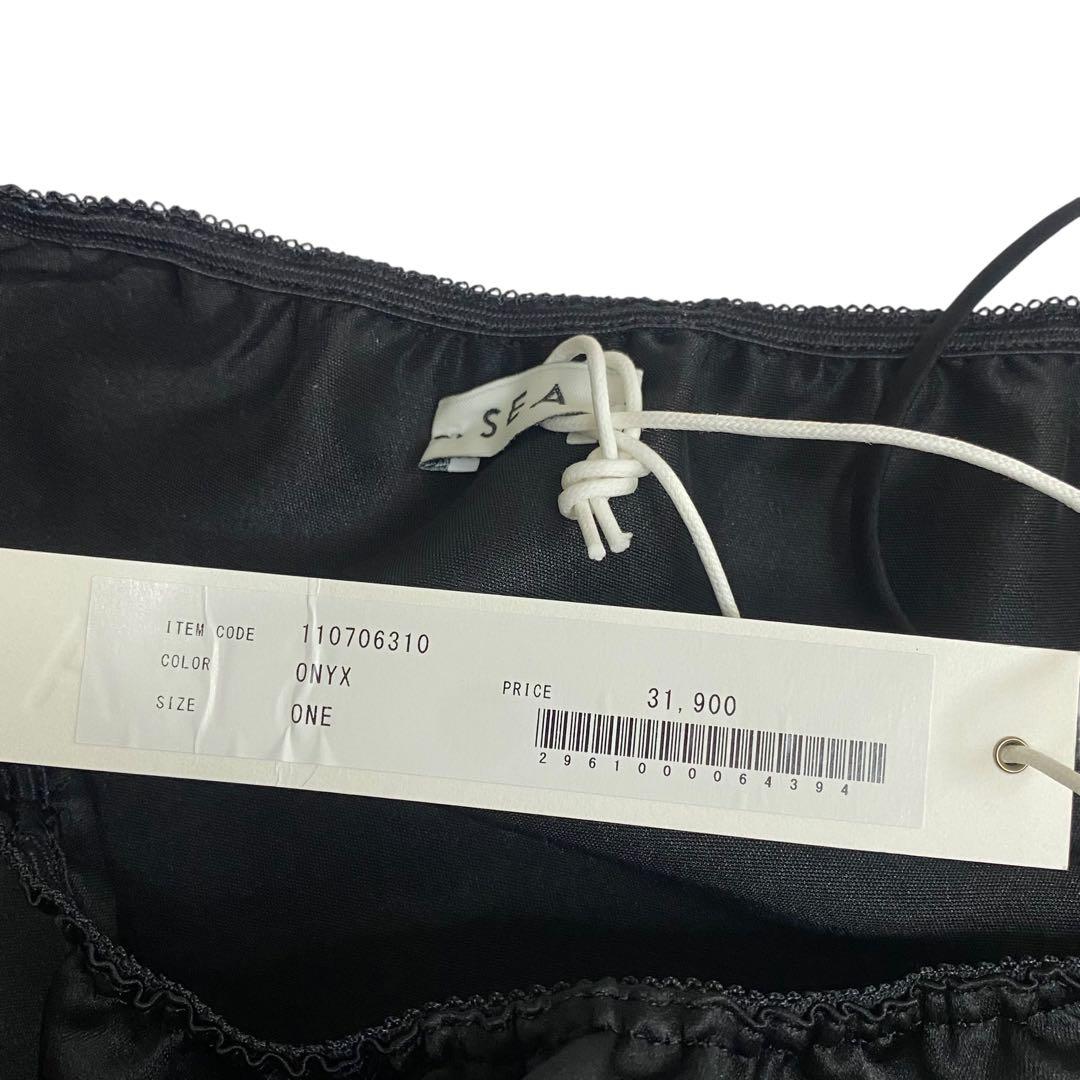 SEA
ITEM CODE 110706310
COLOR ONYX
SIZE ONE
PRICE 31,900
2961000064394